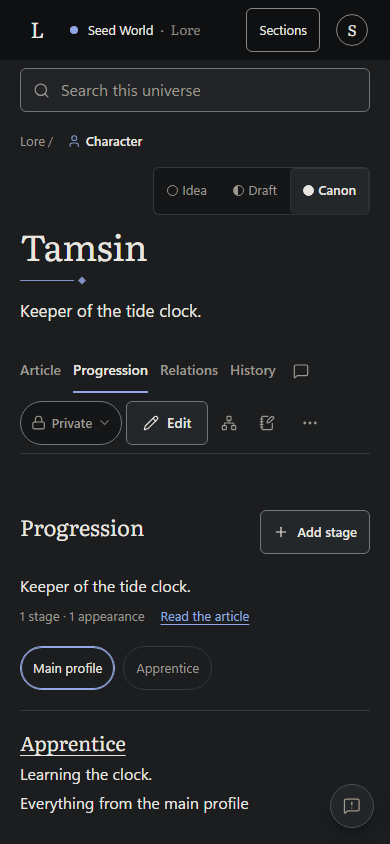 L
Seed World · Lore
Sections
S
Search this universe
Lore / Character
Idea
Draft
Canon
Tamsin
Keeper of the tide clock.
Article
Progression
Relations
History
Private
Edit
Progression
Add stage
Keeper of the tide clock.
1 stage · 1 appearance
Read the article
Main profile
Apprentice
Apprentice
Learning the clock.
Everything from the main profile